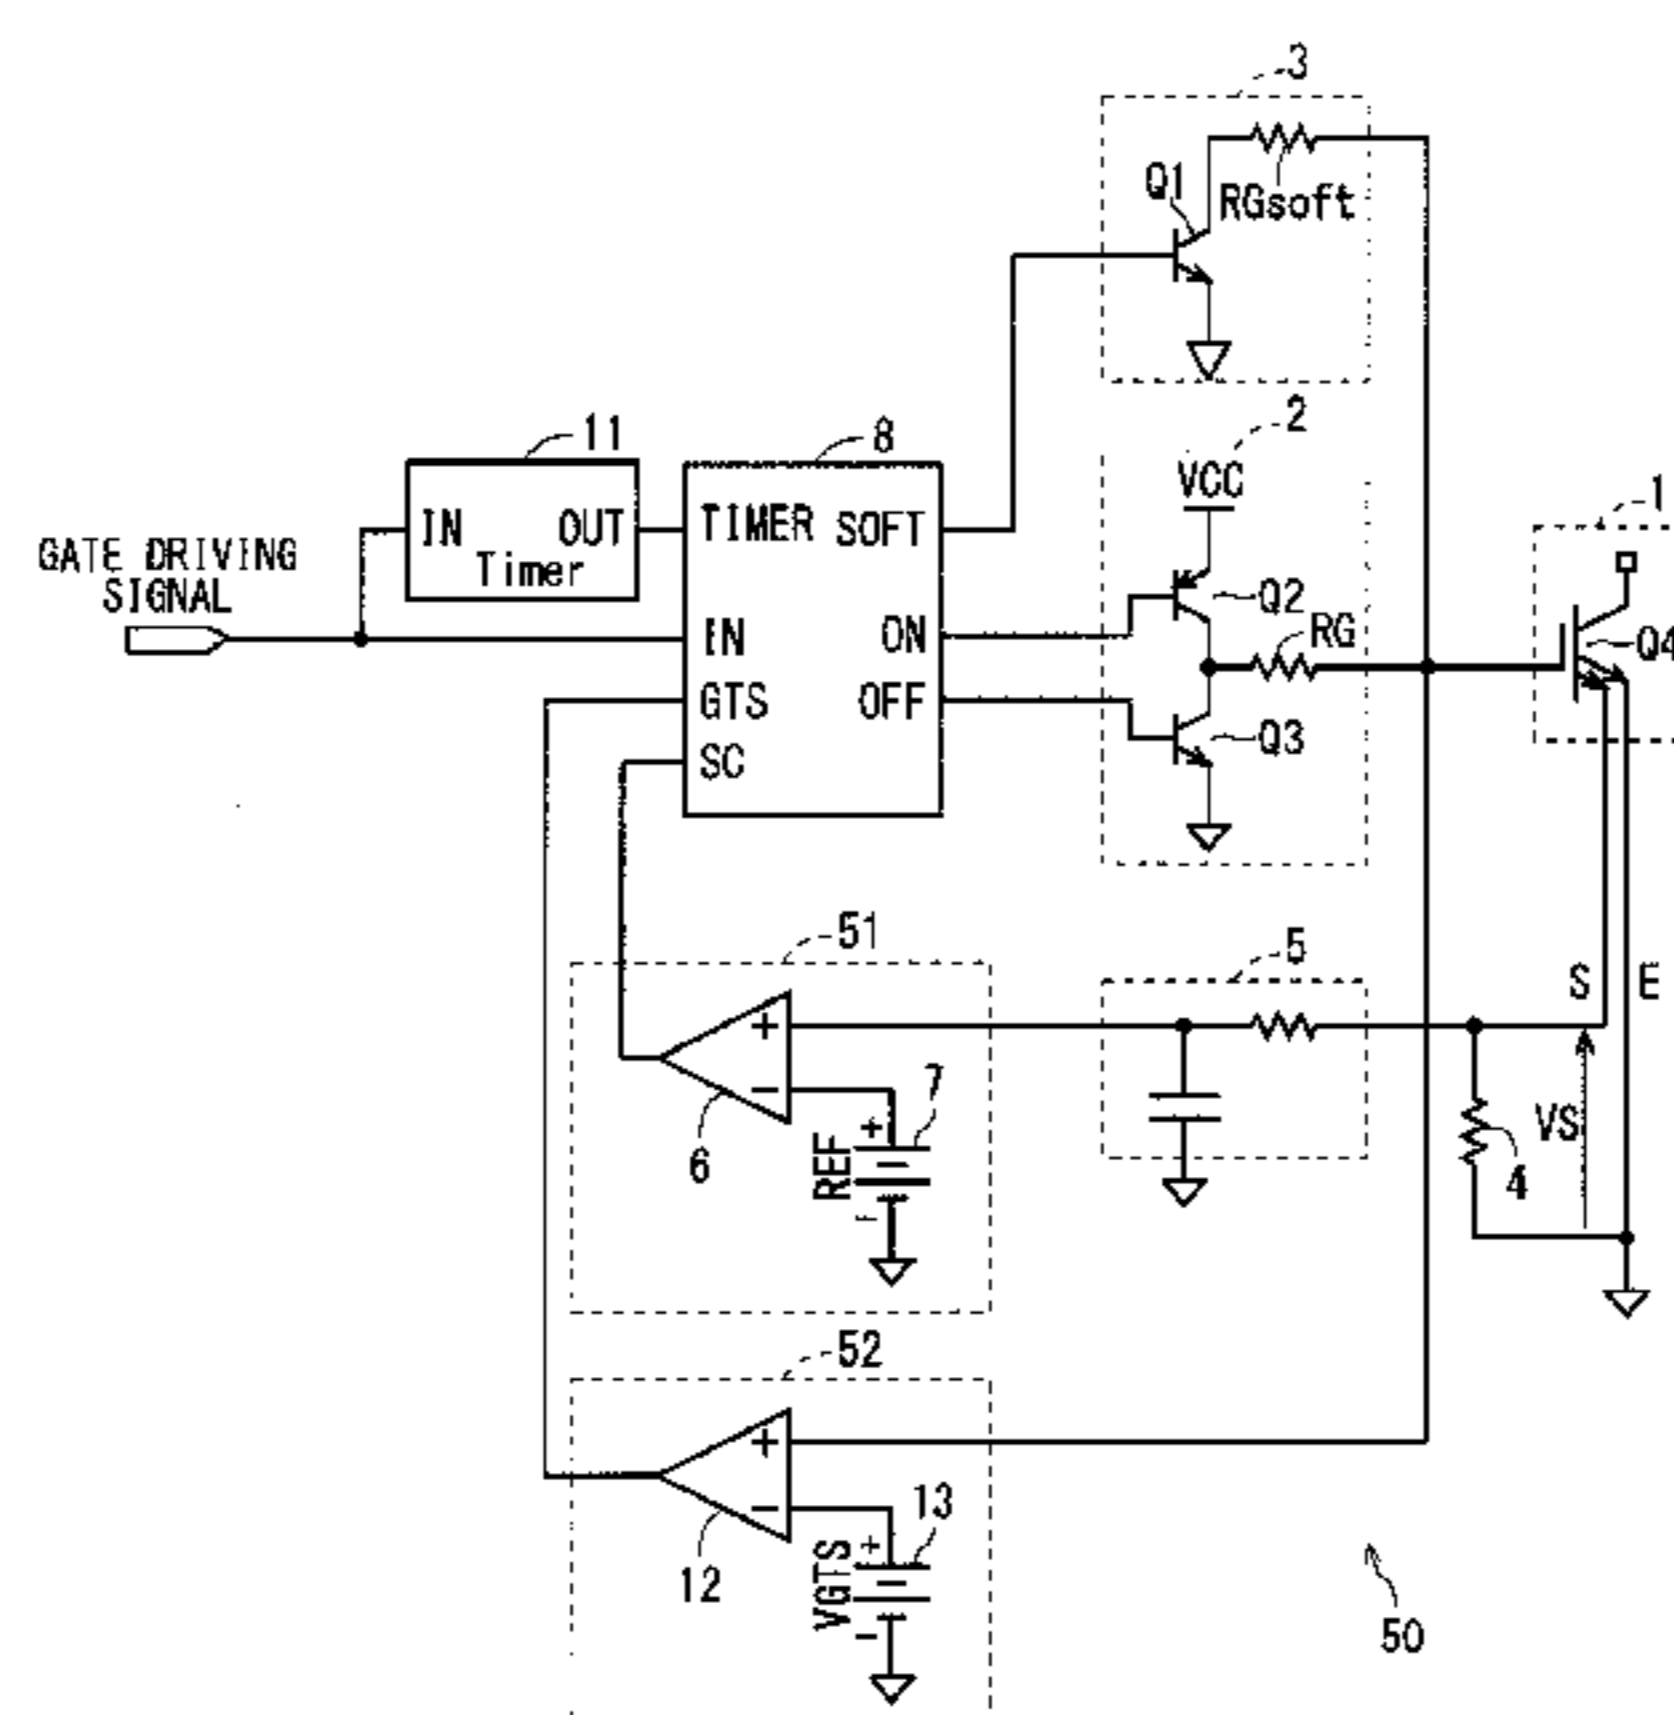 3
Q1
RGsoft
2
VCC
11
8
1
IN OUT
Timer
TIMER SOFT
GATE DRIVING
SIGNAL
Q2
IN ON
RG
Q4
GTS OFF
Q3
SC
51
5
S E
+
−
7
+
REF
−
6
VS
4
52
+
−
13
+
VGTS
−
12
50